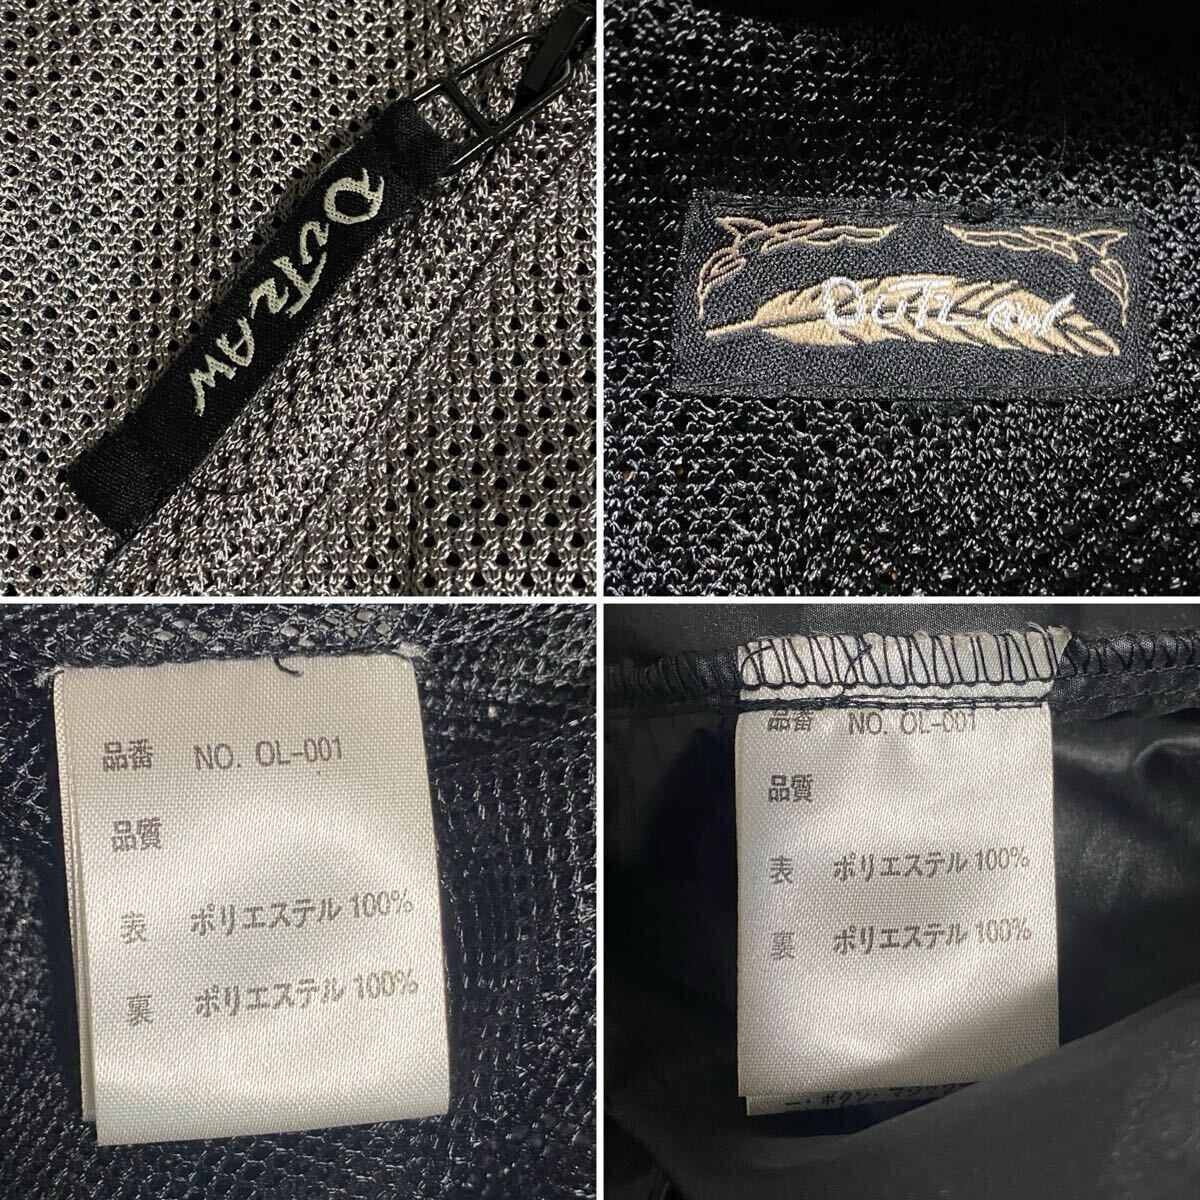 OUTLAW
OUTLAW
品番 NO. OL-001
品質
表 ポリエステル 100%
裏 ポリエステル 100%
品番 NO. OL-001
品質
表 ポリエステル 100%
裏 ポリエステル 100%